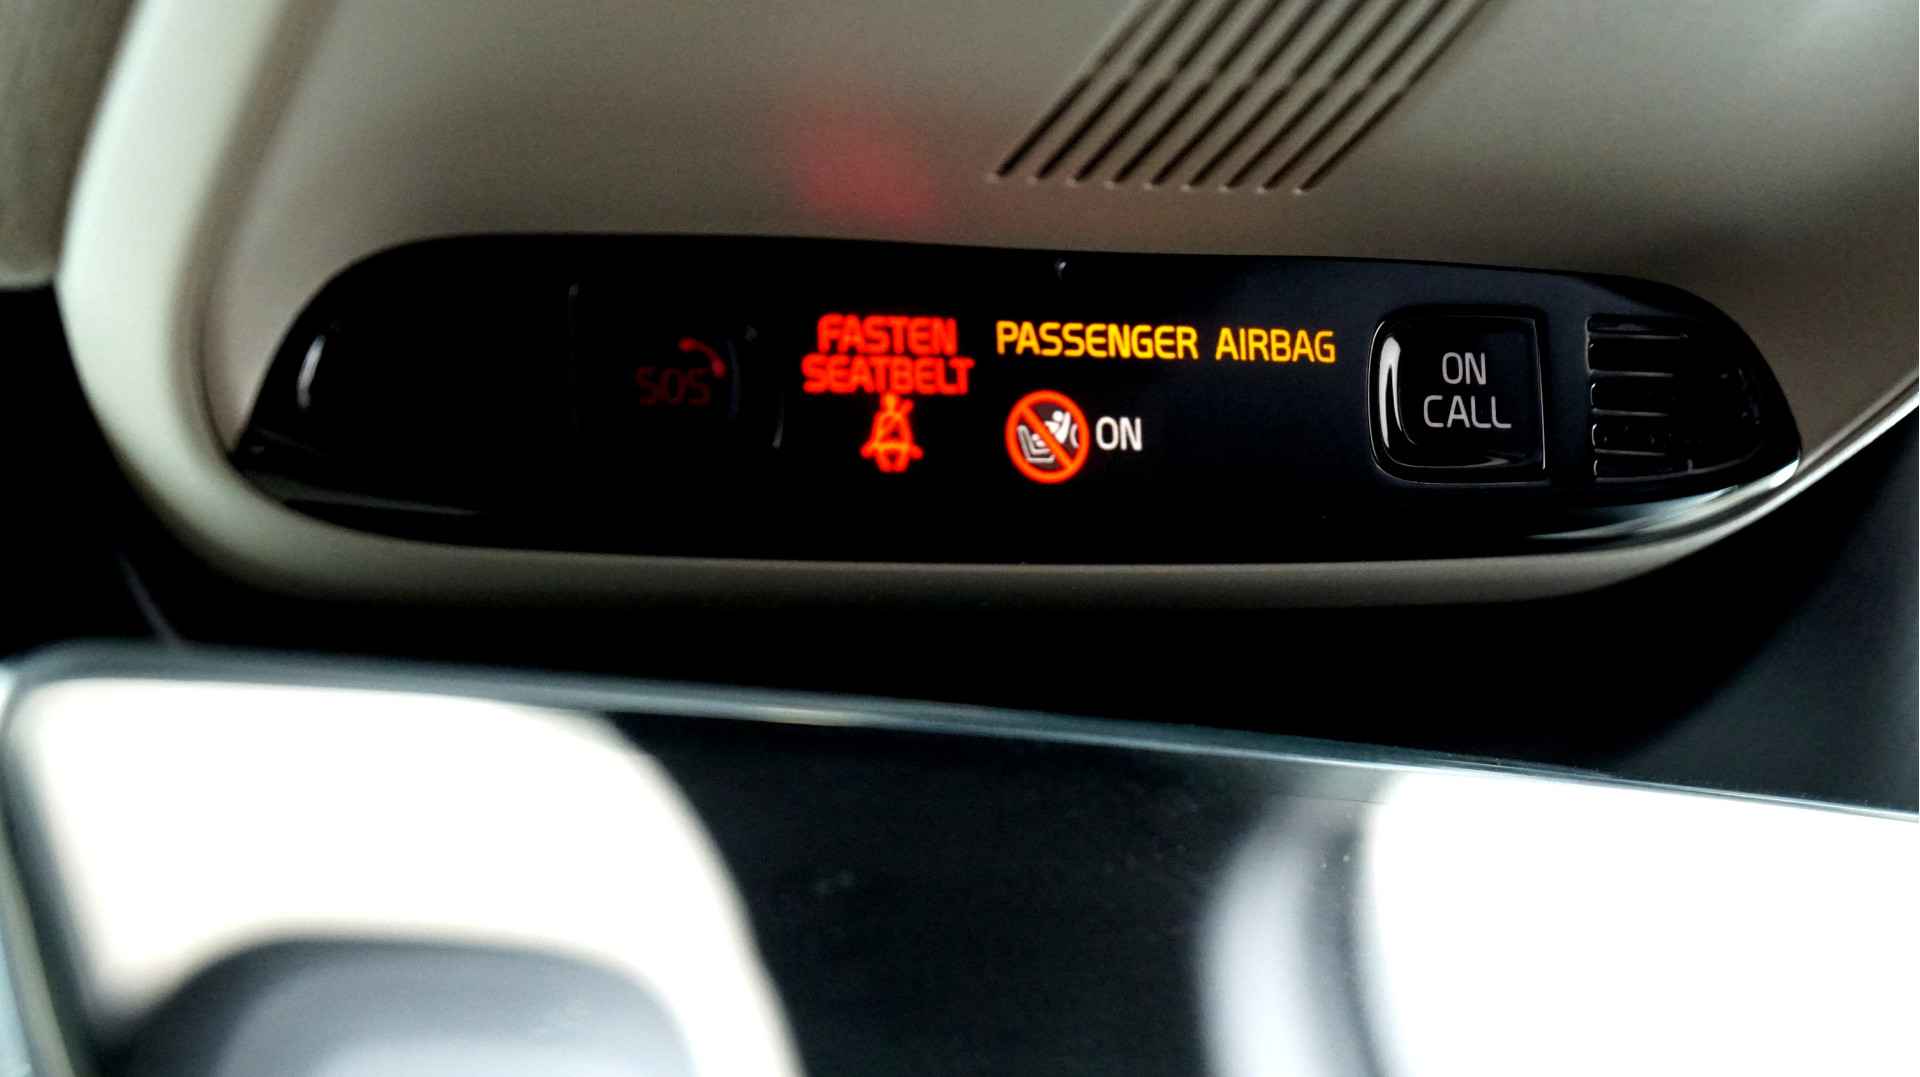 SOS
FASTEN
SEATBELT
PASSENGER AIRBAG
ON
ON
CALL